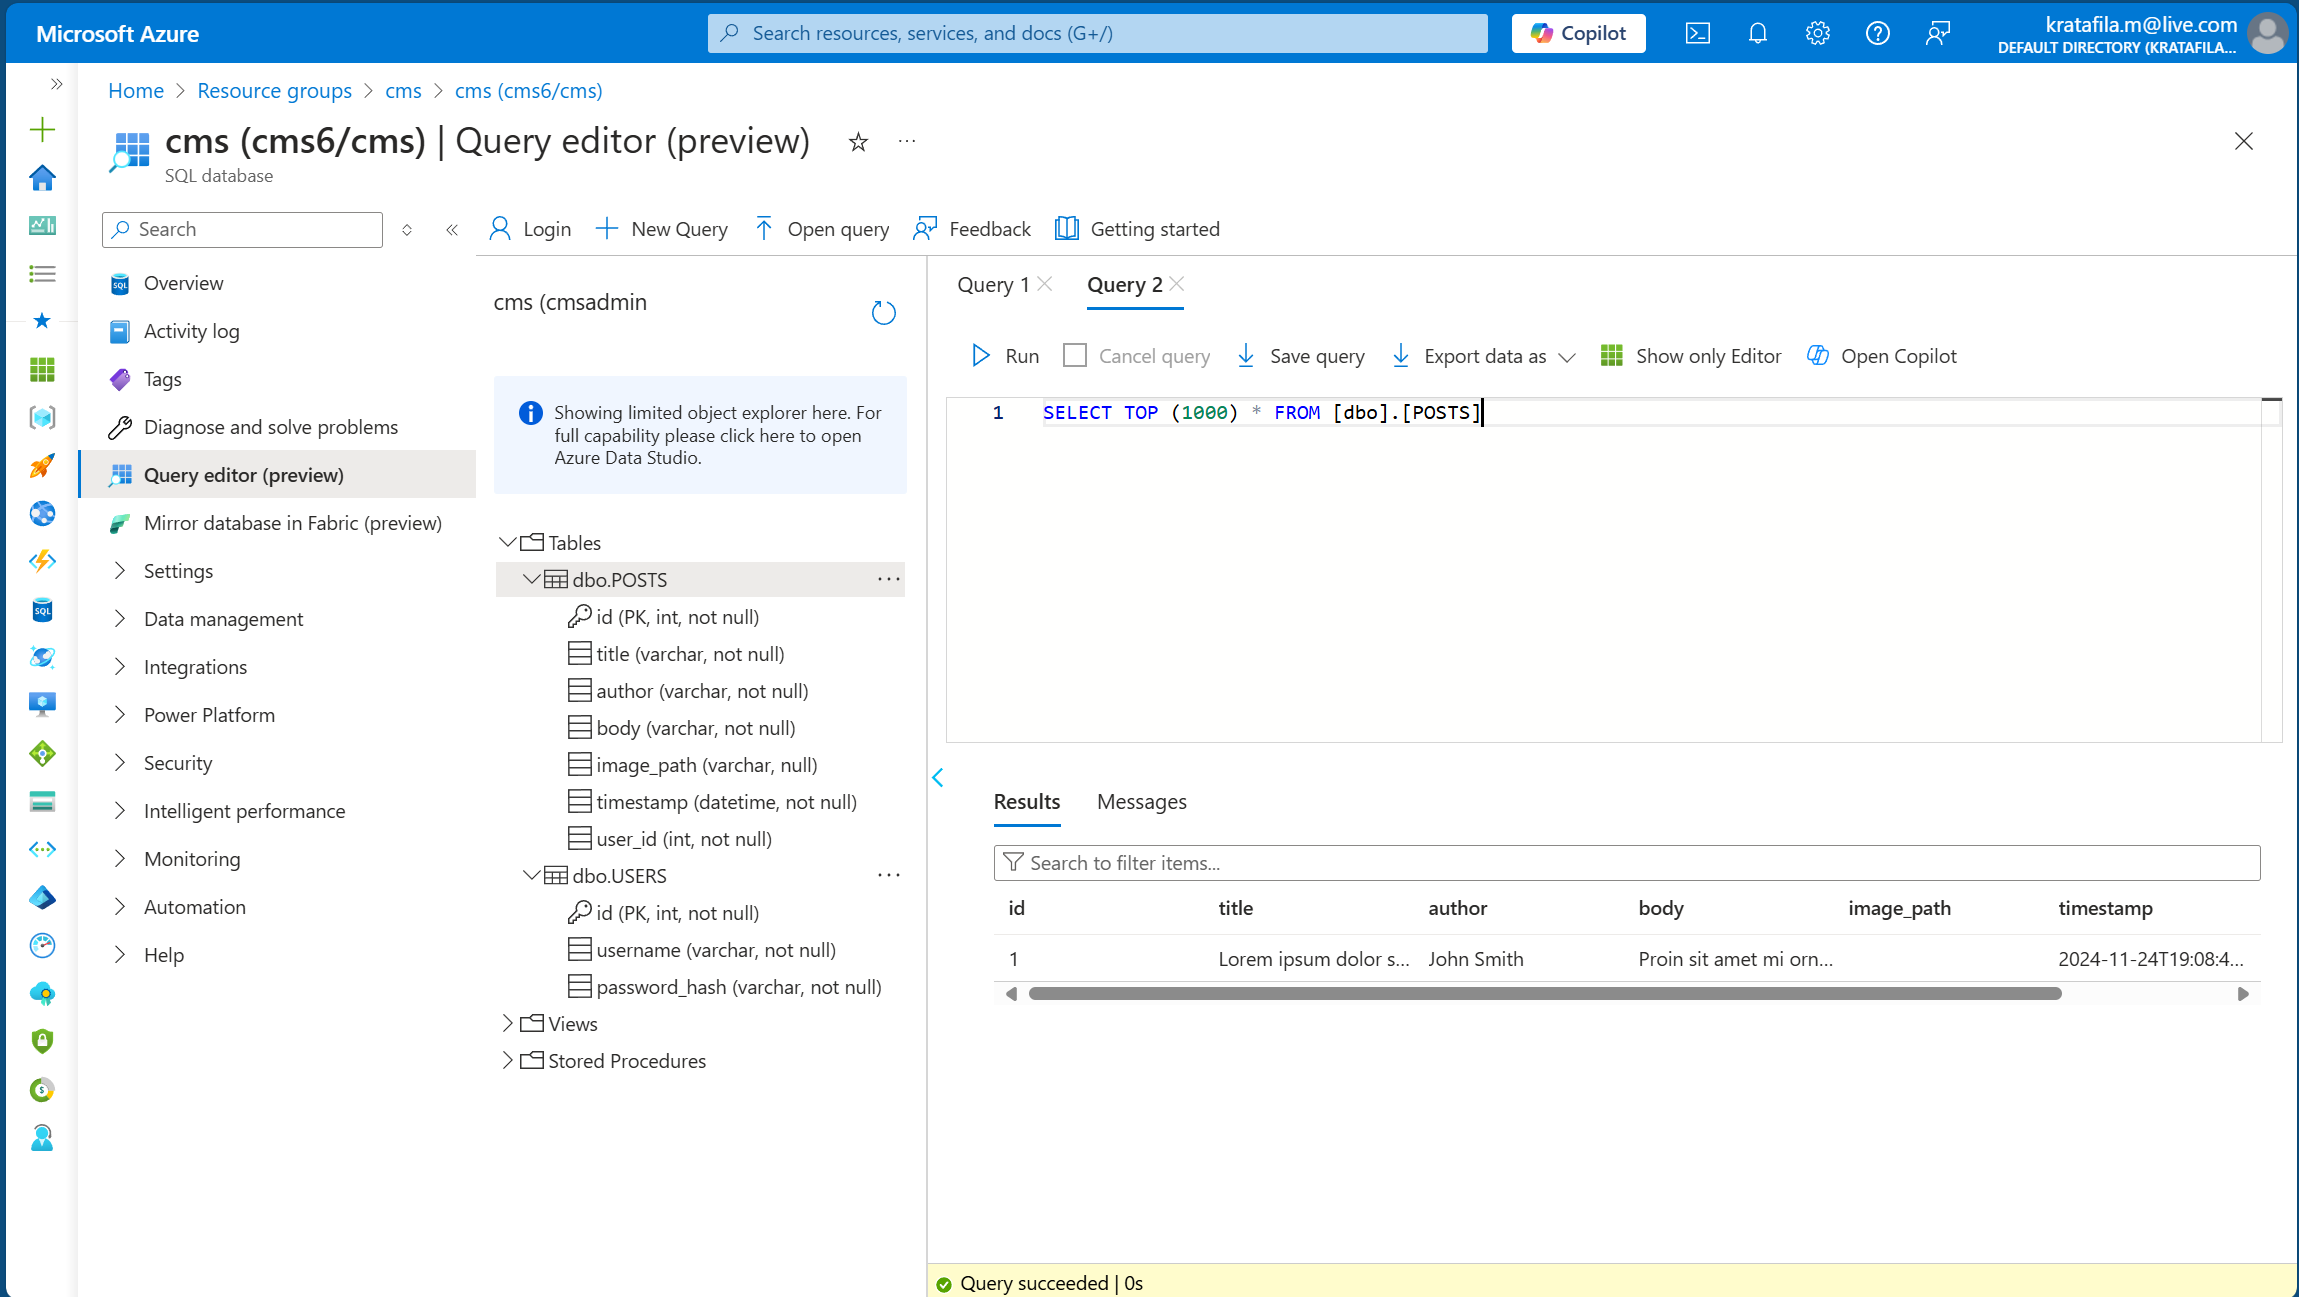 Microsoft Azure
Search resources, services, and docs (G+/)
Copilot
kratafila.m@live.com
DEFAULT DIRECTORY (KRATAFILA...
Home
Resource groups
cms
cms (cms6/cms)
cms (cms6/cms) | Query editor (preview)
SQL database
Search
Overview
Activity log
Tags
Diagnose and solve problems
Query editor (preview)
Mirror database in Fabric (preview)
Settings
Data management
Integrations
Power Platform
Security
Intelligent performance
Monitoring
Automation
Help
Login
New Query
Open query
Feedback
Getting started
cms (cmsadmin
Showing limited object explorer here. For
full capability please click here to open
Azure Data Studio.
Tables
dbo.POSTS
id (PK, int, not null)
title (varchar, not null)
author (varchar, not null)
body (varchar, not null)
image_path (varchar, null)
timestamp (datetime, not null)
user_id (int, not null)
dbo.USERS
id (PK, int, not null)
username (varchar, not null)
password_hash (varchar, not null)
Views
Stored Procedures
Query 1
Query 2
Run
Cancel query
Save query
Export data as
Show only Editor
Open Copilot
1 SELECT TOP (1000) * FROM [dbo].[POSTS]
Results
Messages
Search to filter items...
id title author body image_path timestamp
1 Lorem ipsum dolor s... John Smith Proin sit amet mi orn... 2024-11-24T19:08:4...
Query succeeded | 0s